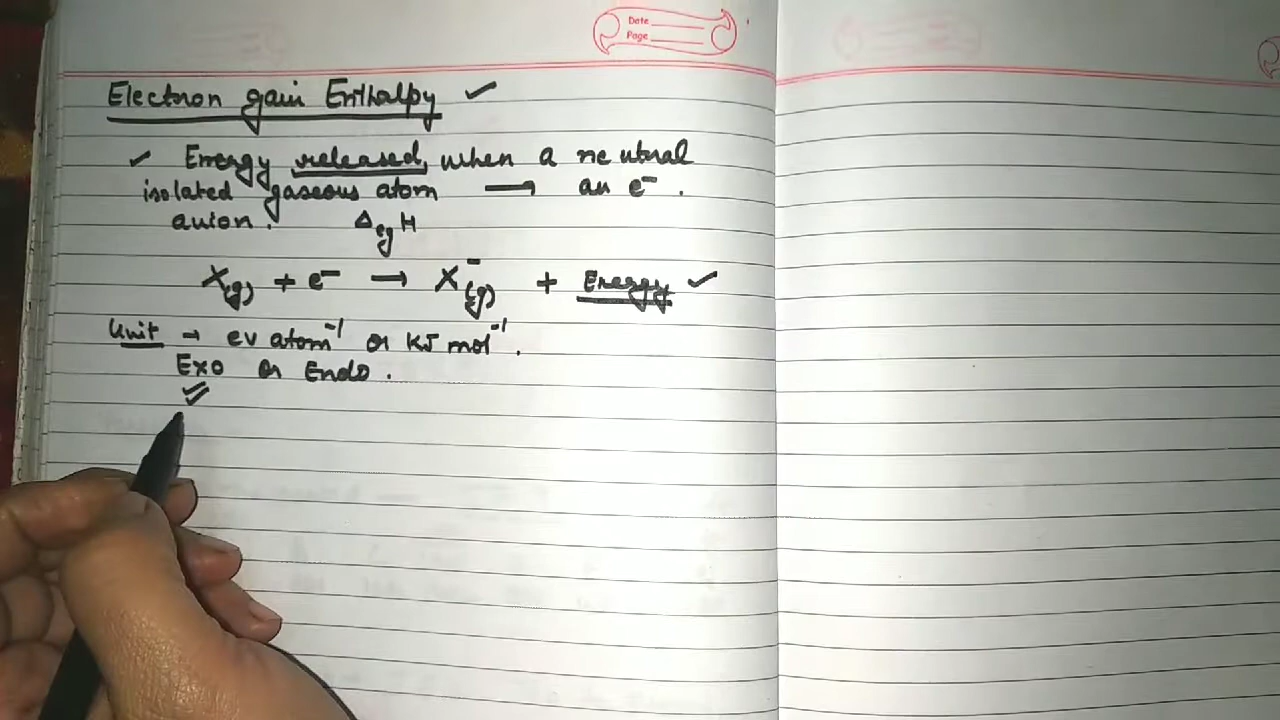 Date
Page
Electron gain Enthalpy ✓
✓ Energy released, when a neutral
isolated gaseous atom → an e⁻.
anion. ΔegH
X(g) + e⁻ → X⁻(g) + Energy ✓
Unit → ev atom⁻¹ or KJ mol⁻¹.
Exo or Endo.